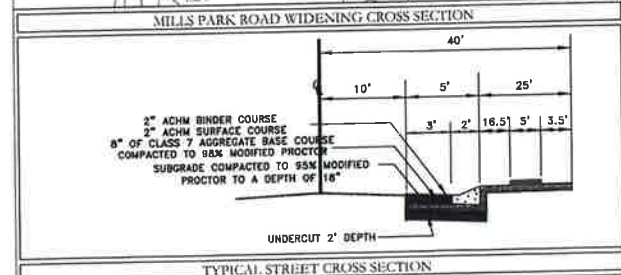 MILLS PARK ROAD WIDENING CROSS SECTION
40'
10' 5' 25'
3' 2' 16.5' 5' 3.5'
2" ACHM BINDER COURSE
2" ACHM SURFACE COURSE
8" OF CLASS 7 AGGREGATE BASE COURSE
COMPACTED TO 98% MODIFIED PROCTOR
SUBGRADE COMPACTED TO 95% MODIFIED
PROCTOR TO A DEPTH OF 18"
UNDERCUT 2' DEPTH
TYPICAL STREET CROSS SECTION